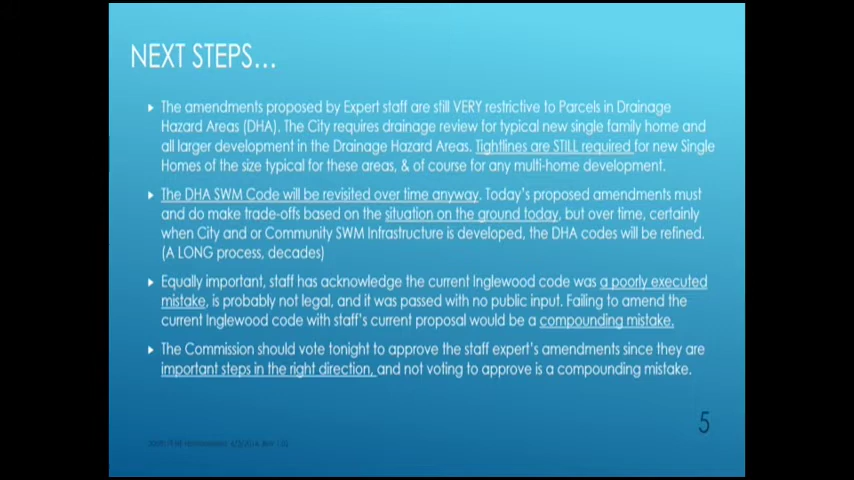 NEXT STEPS...
The amendments proposed by Expert staff are still VERY restrictive to Parcels in Drainage
Hazard Areas (DHA). The City requires drainage review for typical new single family home and
all larger development in the Drainage Hazard Areas. Tightlines are STILL required for new Single
Homes of the size typical for these areas, & of course for any multi-home development.
The DHA SWM Code will be revisited over time anyway. Today's proposed amendments must
and do make trade-offs based on the situation on the ground today, but over time, certainly
when City and or Community SWM Infrastructure is developed, the DHA codes will be refined.
(A LONG process, decades)
Equally important, staff has acknowledge the current Inglewood code was a poorly executed
mistake, is probably not legal, and it was passed with no public input. Failing to amend the
current Inglewood code with staff's current proposal would be a compounding mistake.
The Commission should vote tonight to approve the staff expert's amendments since they are
important steps in the right direction, and not voting to approve is a compounding mistake.
5